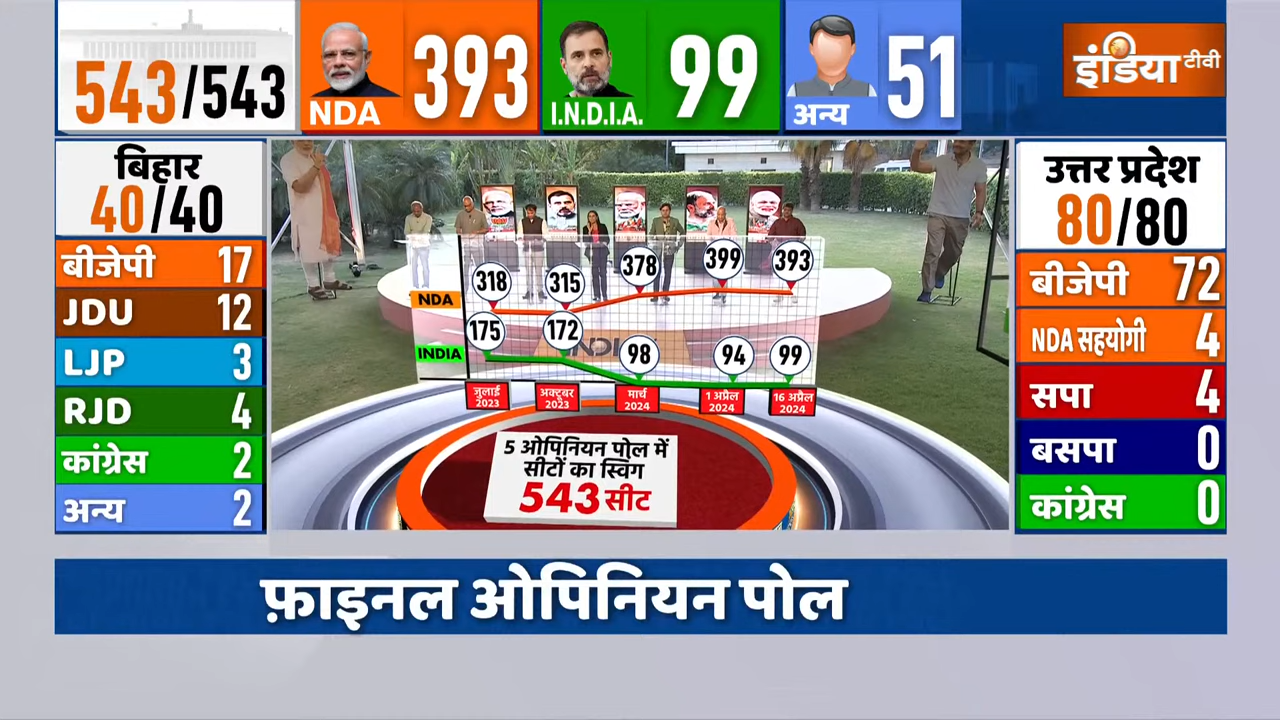 543/543
NDA
393
I.N.D.I.A.
99
अन्य
51
इंडिया टीवी
बिहार
40/40
बीजेपी 17
JDU 12
LJP 3
RJD 4
कांग्रेस 2
अन्य 2
318
315
378
399
393
NDA
175
172
98
94
99
INDIA
जुलाई
2023
अक्टूबर
2023
मार्च
2024
1 अप्रैल
2024
16 अप्रैल
2024
5 ओपिनियन पोल में
सीटों का स्विंग
543 सीट
उत्तर प्रदेश
80/80
बीजेपी 72
NDA सहयोगी 4
सपा 4
बसपा 0
कांग्रेस 0
फ़ाइनल ओपिनियन पोल